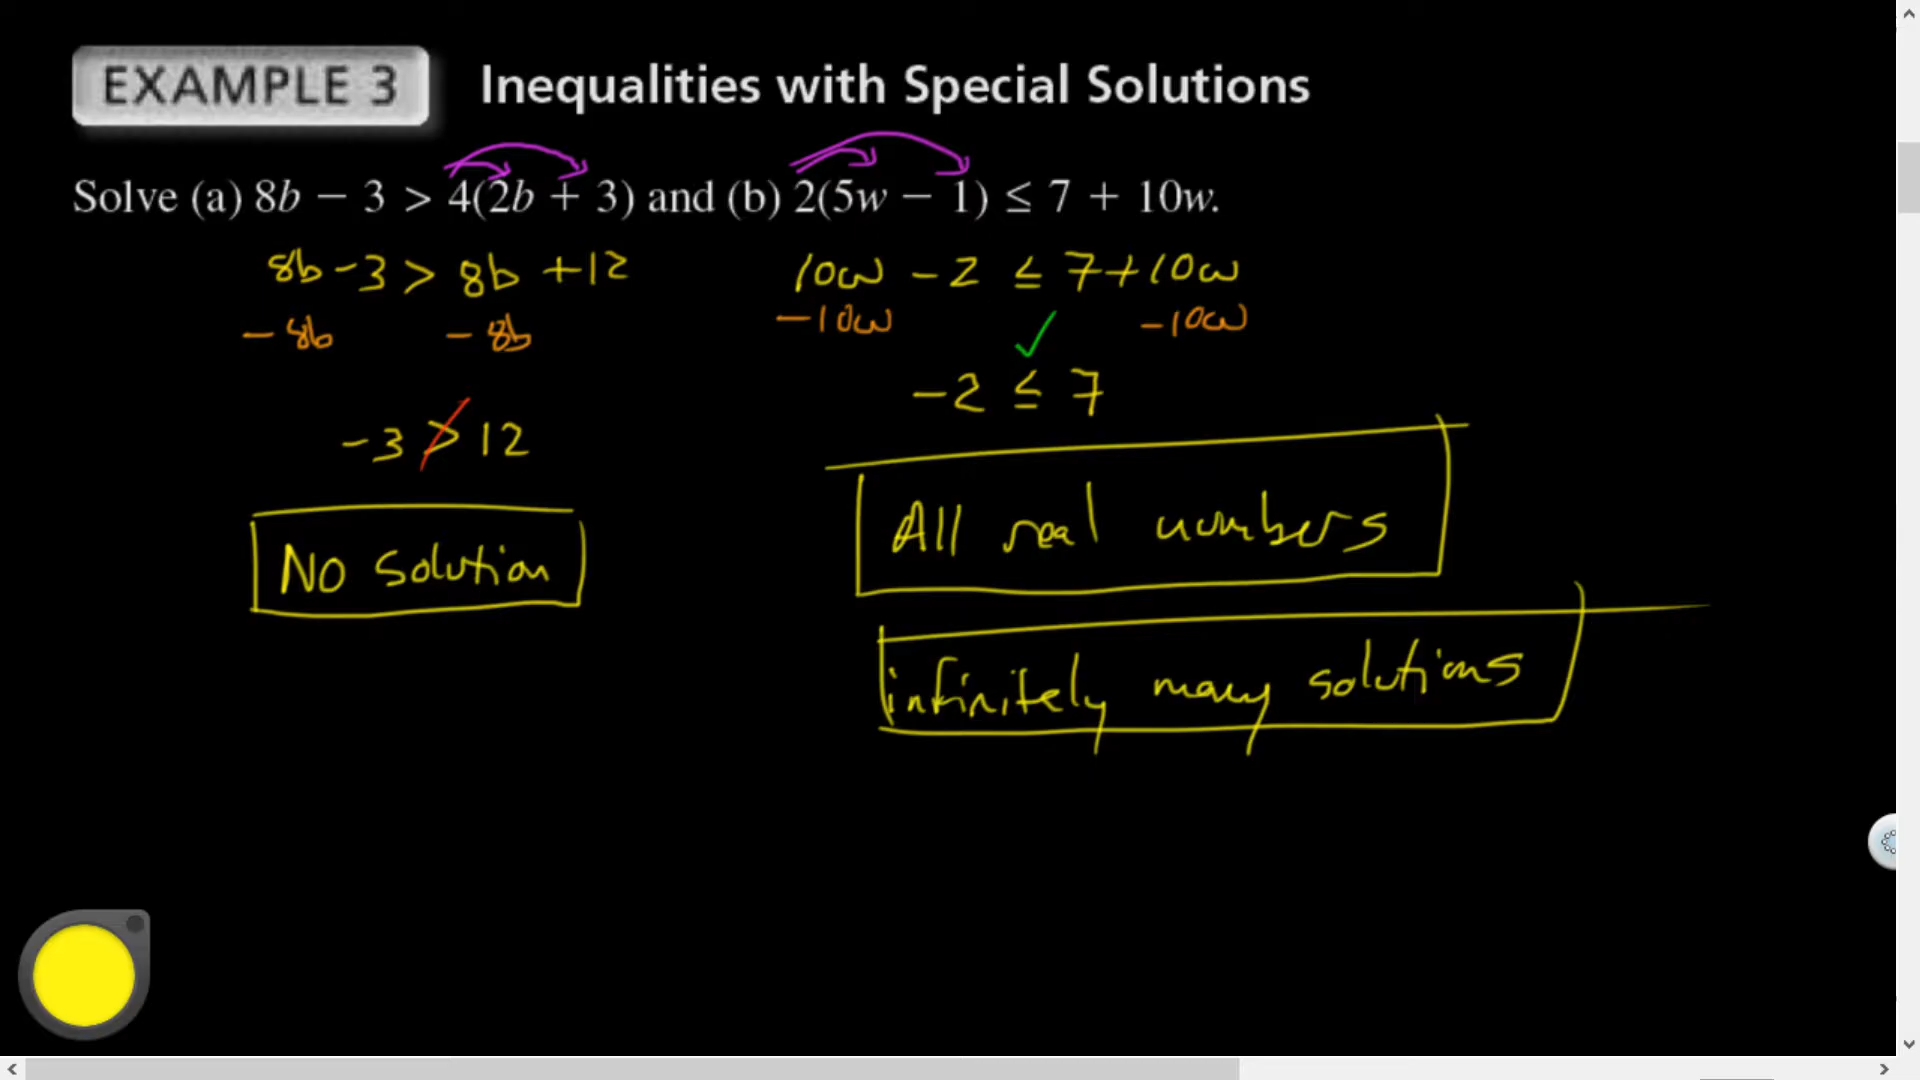 EXAMPLE 3 Inequalities with Special Solutions
Solve (a) 8b − 3 > 4(2b + 3) and (b) 2(5w − 1) ≤ 7 + 10w.
8b - 3 > 8b + 12
- 8b - 8b
-3 > 12
No solution
10w - 2 ≤ 7 + 10w
- 10w - 10w
✓
-2 ≤ 7
All real numbers
infinitely many solutions